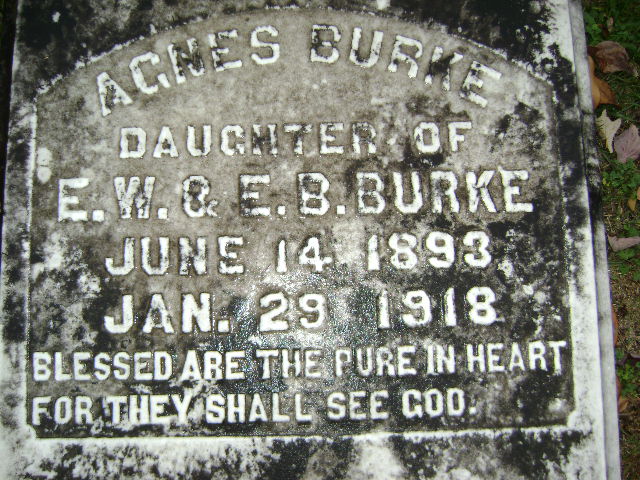 AGNES BURKE
DAUGHTER OF
E. W. & E. B. BURKE
JUNE 14 1893
JAN. 29 1918
BLESSED ARE THE PURE IN HEART
FOR THEY SHALL SEE GOD.